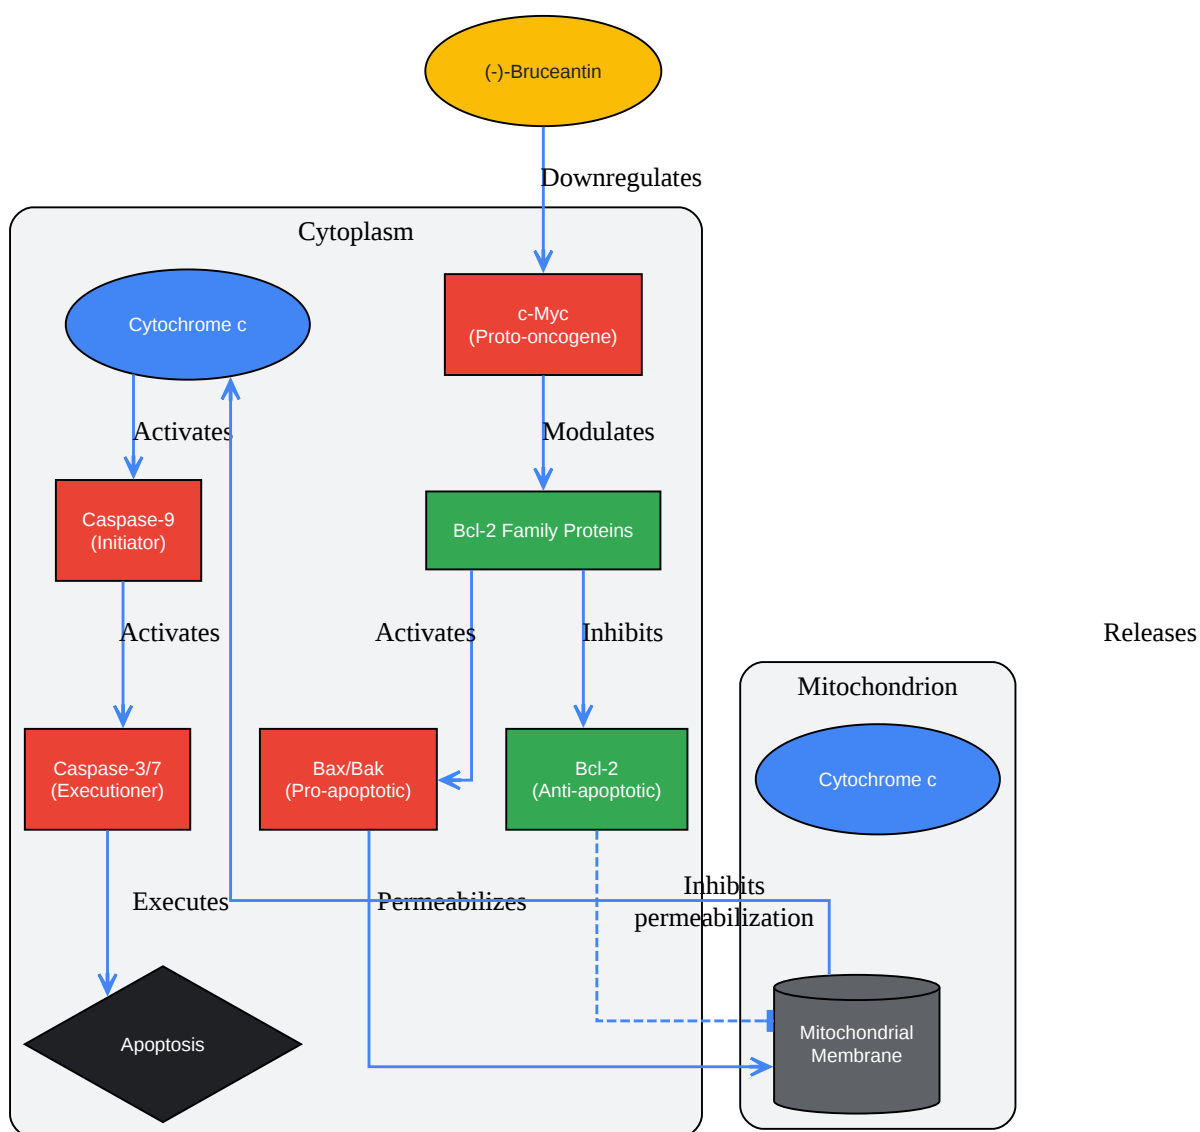 (-)-Bruceantin
Downregulates
Cytoplasm
Cytochrome c
c-Myc
(Proto-oncogene)
Activates
Modulates
Caspase-9
(Initiator)
Bcl-2 Family Proteins
Activates
Activates
Inhibits
Releases
Mitochondrion
Caspase-3/7
(Executioner)
Bax/Bak
(Pro-apoptotic)
Bcl-2
(Anti-apoptotic)
Cytochrome c
Executes
Permeabilizes
Inhibits
permeabilization
Apoptosis
Mitochondrial
Membrane